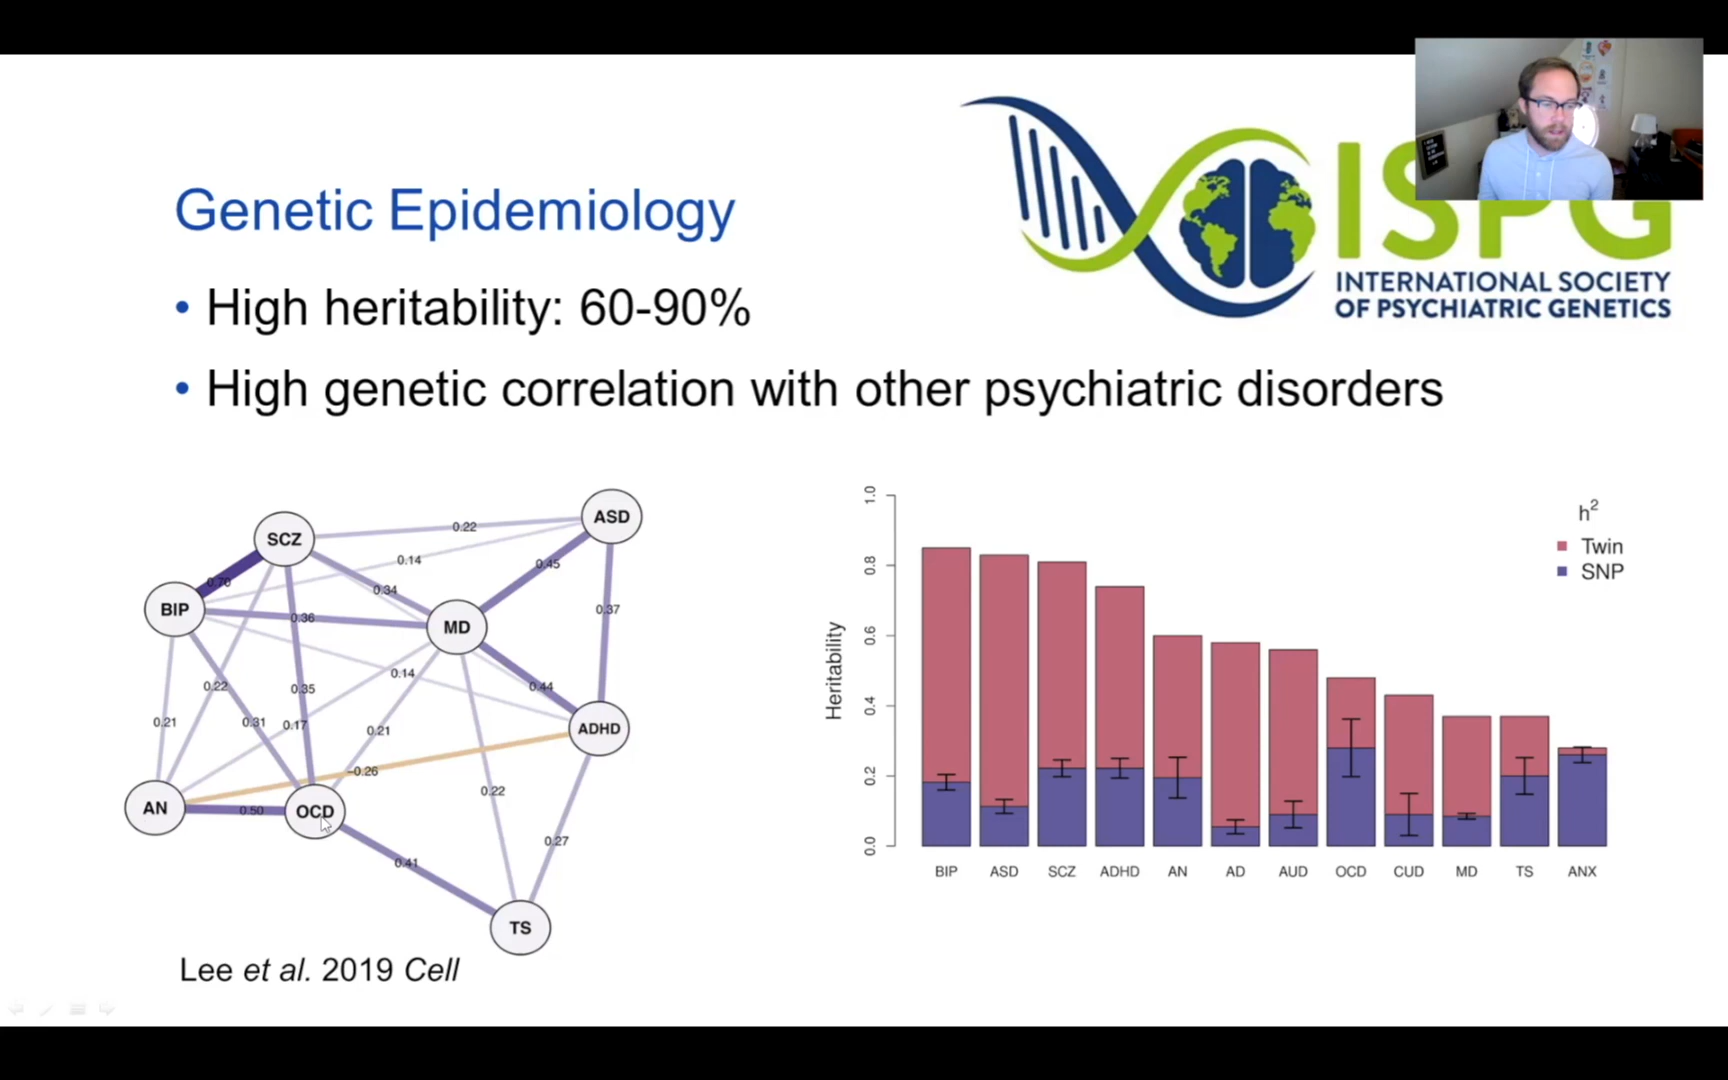 ISPG
INTERNATIONAL SOCIETY
OF PSYCHIATRIC GENETICS
Genetic Epidemiology
• High heritability: 60-90%
• High genetic correlation with other psychiatric disorders
SCZ
ASD
BIP
MD
ADHD
AN
OCD
TS
0.22
0.14
0.70
0.34
0.45
0.36
0.37
0.14
0.22
0.35
0.44
0.21
0.31
0.17
0.21
-0.26
0.22
0.50
0.27
0.41
Lee et al. 2019 Cell
Heritability
1.0
0.8
0.6
0.4
0.2
0.0
h2
Twin
SNP
BIP ASD SCZ ADHD AN AD AUD OCD CUD MD TS ANX